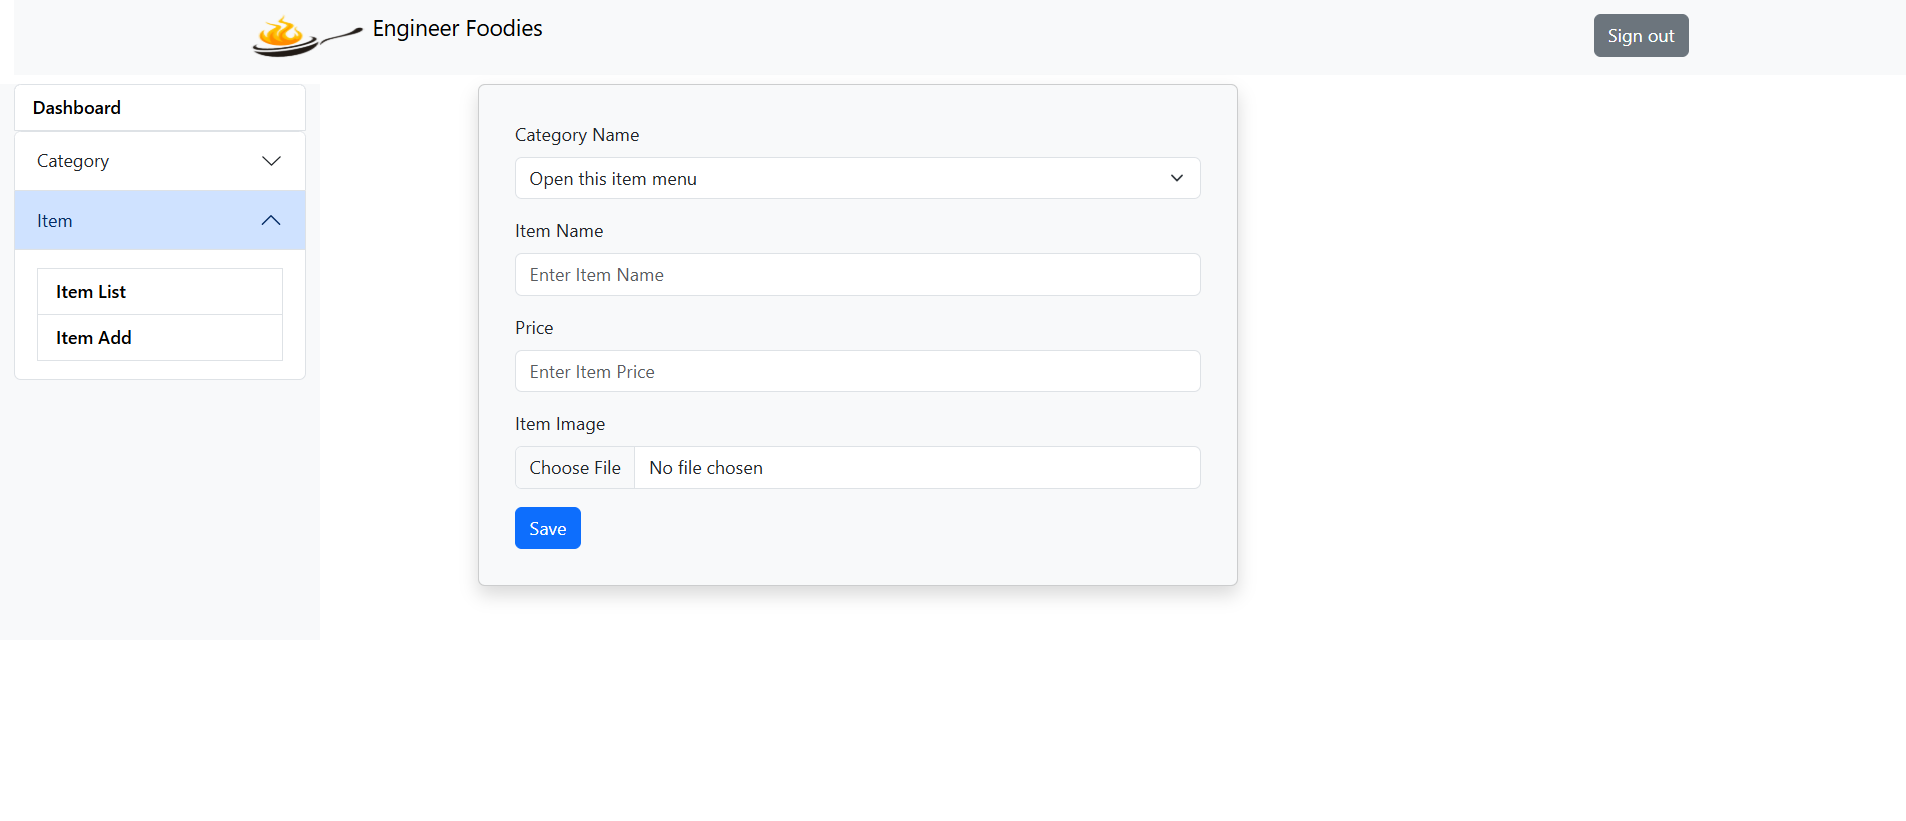 Engineer Foodies
Sign out
Dashboard
Category
Item
Item List
Item Add
Category Name
Open this item menu
Item Name
Enter Item Name
Price
Enter Item Price
Item Image
Choose File No file chosen
Save